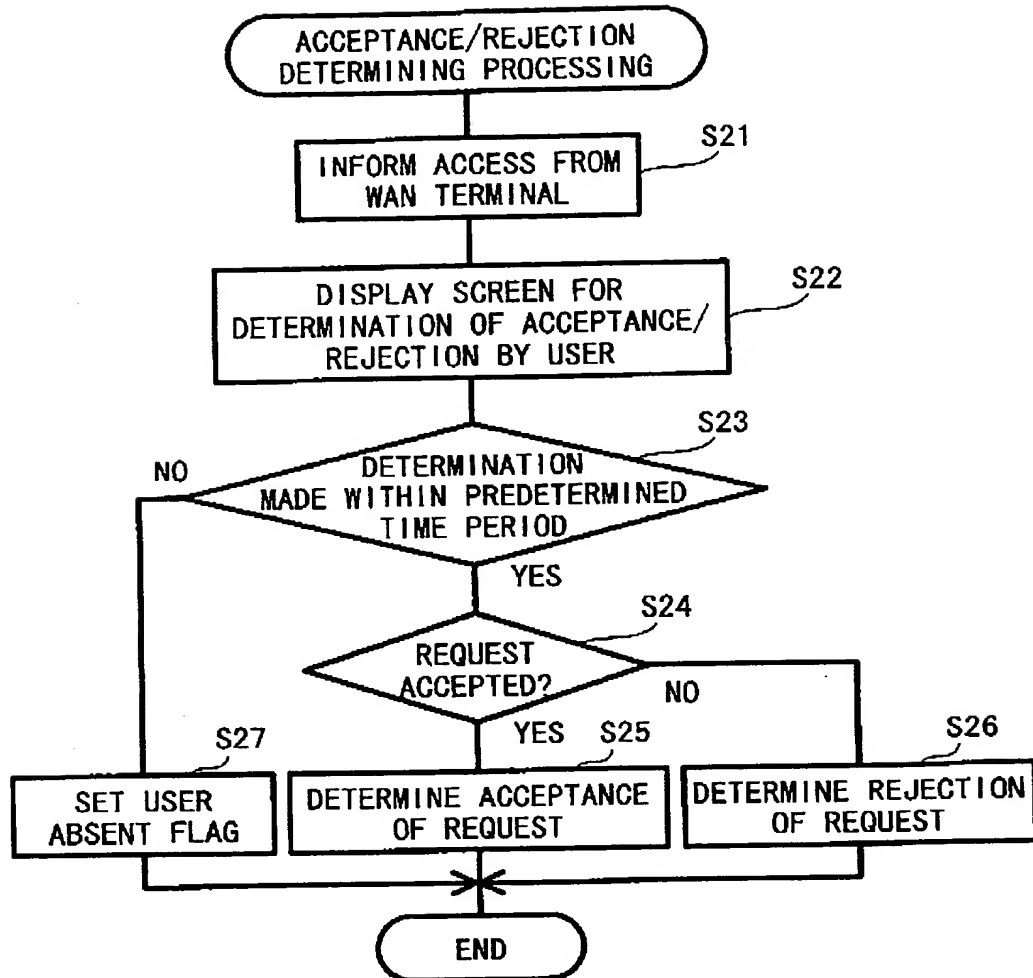 ACCEPTANCE/REJECTION
DETERMINING PROCESSING
S21
INFORM ACCESS FROM
WAN TERMINAL
S22
DISPLAY SCREEN FOR
DETERMINATION OF ACCEPTANCE/
REJECTION BY USER
S23
NO
DETERMINATION
MADE WITHIN PREDETERMINED
TIME PERIOD
YES
S24
REQUEST
ACCEPTED?
NO
YES
S27
S25
S26
SET USER
ABSENT FLAG
DETERMINE ACCEPTANCE
OF REQUEST
DETERMINE REJECTION
OF REQUEST
END